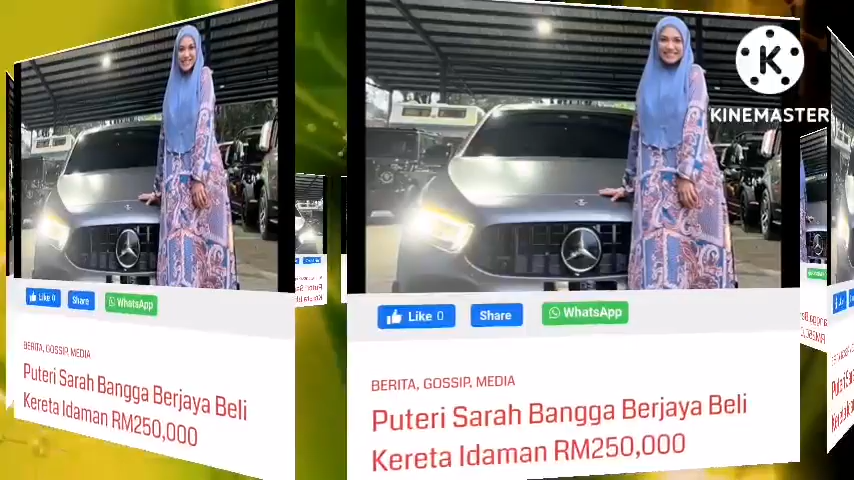 KINEMASTER
Like 0
Share
WhatsApp
BERITA, GOSSIP, MEDIA
Puteri Sarah Bangga Berjaya Beli
Kereta Idaman RM250,000
Like 0
Share
WhatsApp
BERITA, GOSSIP, MEDIA
Puteri Sarah Bangga Berjaya Beli
Kereta Idaman RM250,000